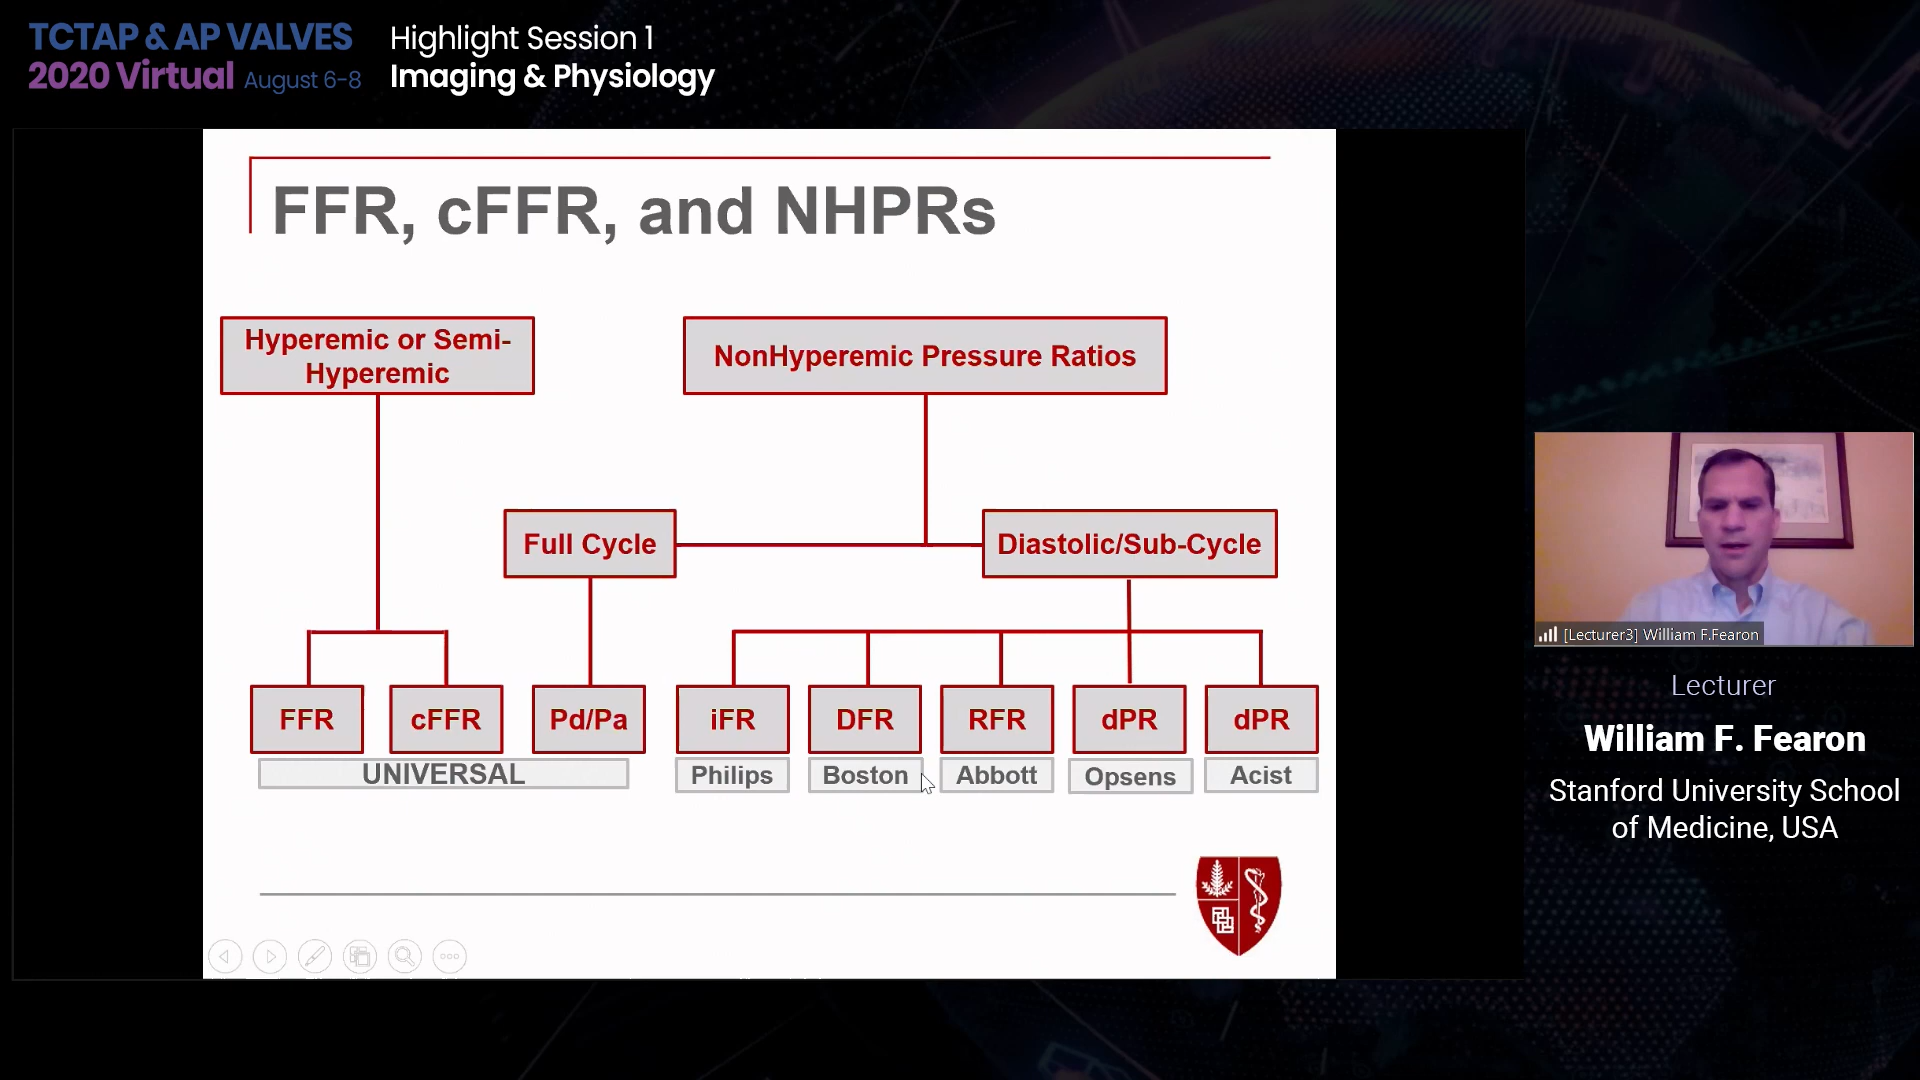 TCTAP & AP VALVES
2020 Virtual August 6-8
Highlight Session 1
Imaging & Physiology
FFR, cFFR, and NHPRs
Hyperemic or Semi-
Hyperemic
NonHyperemic Pressure Ratios
Full Cycle
Diastolic/Sub-Cycle
FFR
cFFR
Pd/Pa
iFR
DFR
RFR
dPR
dPR
UNIVERSAL
Philips
Boston
Abbott
Opsens
Acist
[Lecturer3] William F.Fearon
Lecturer
William F. Fearon
Stanford University School
of Medicine, USA